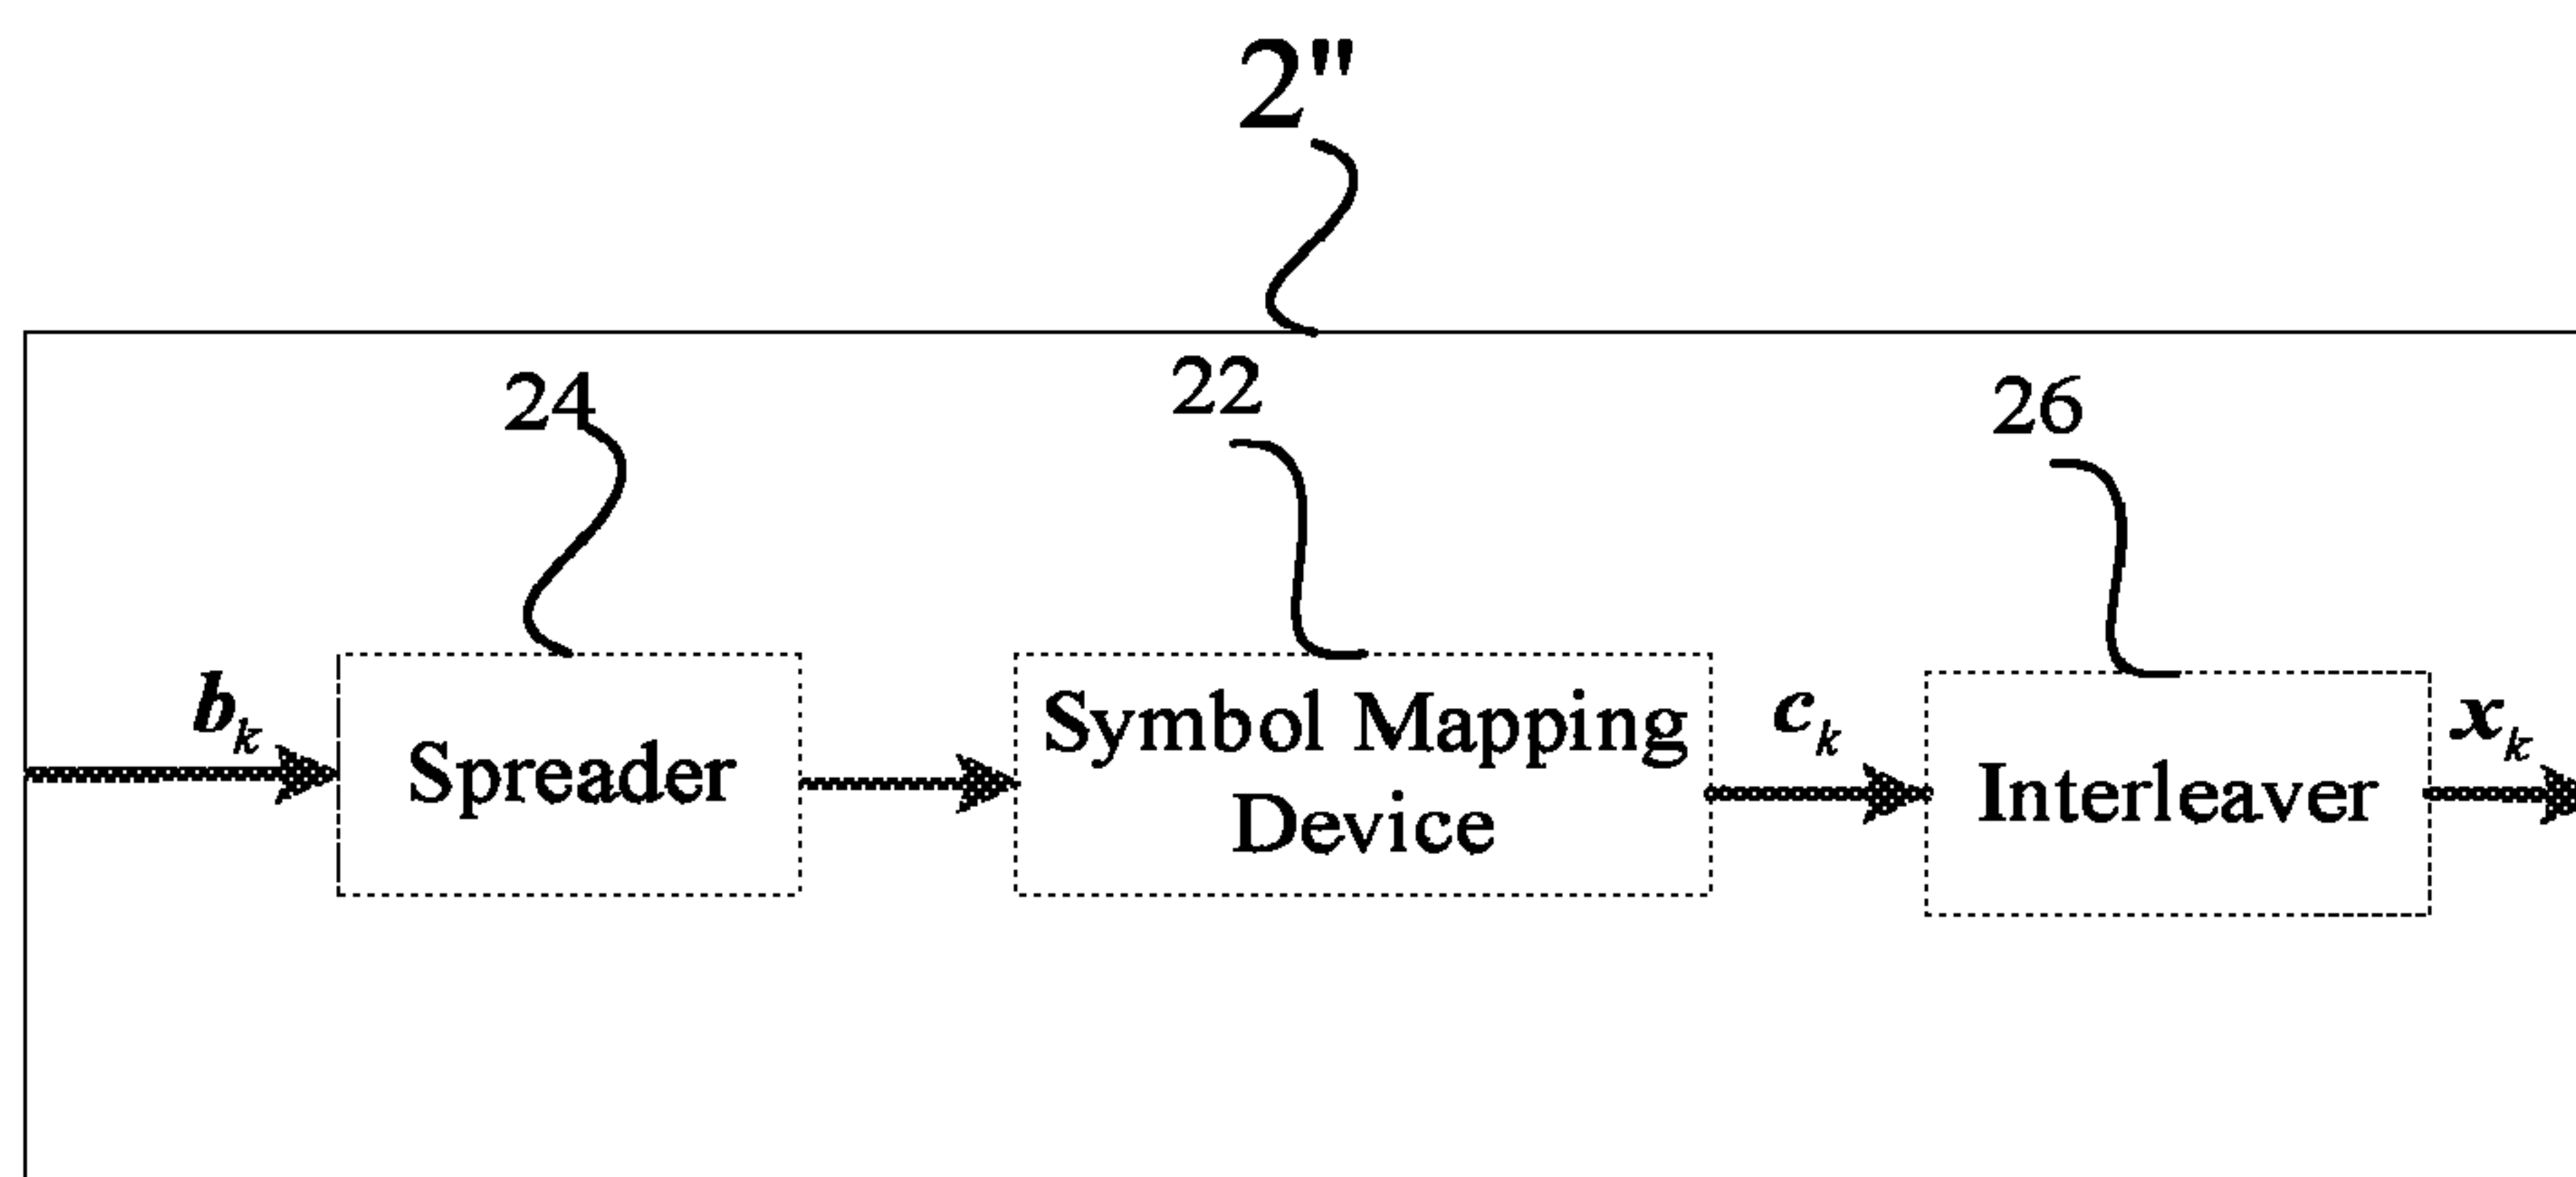 2"
24
22
26
b_k
Spreader
Symbol Mapping
Device
c_k
Interleaver
x_k